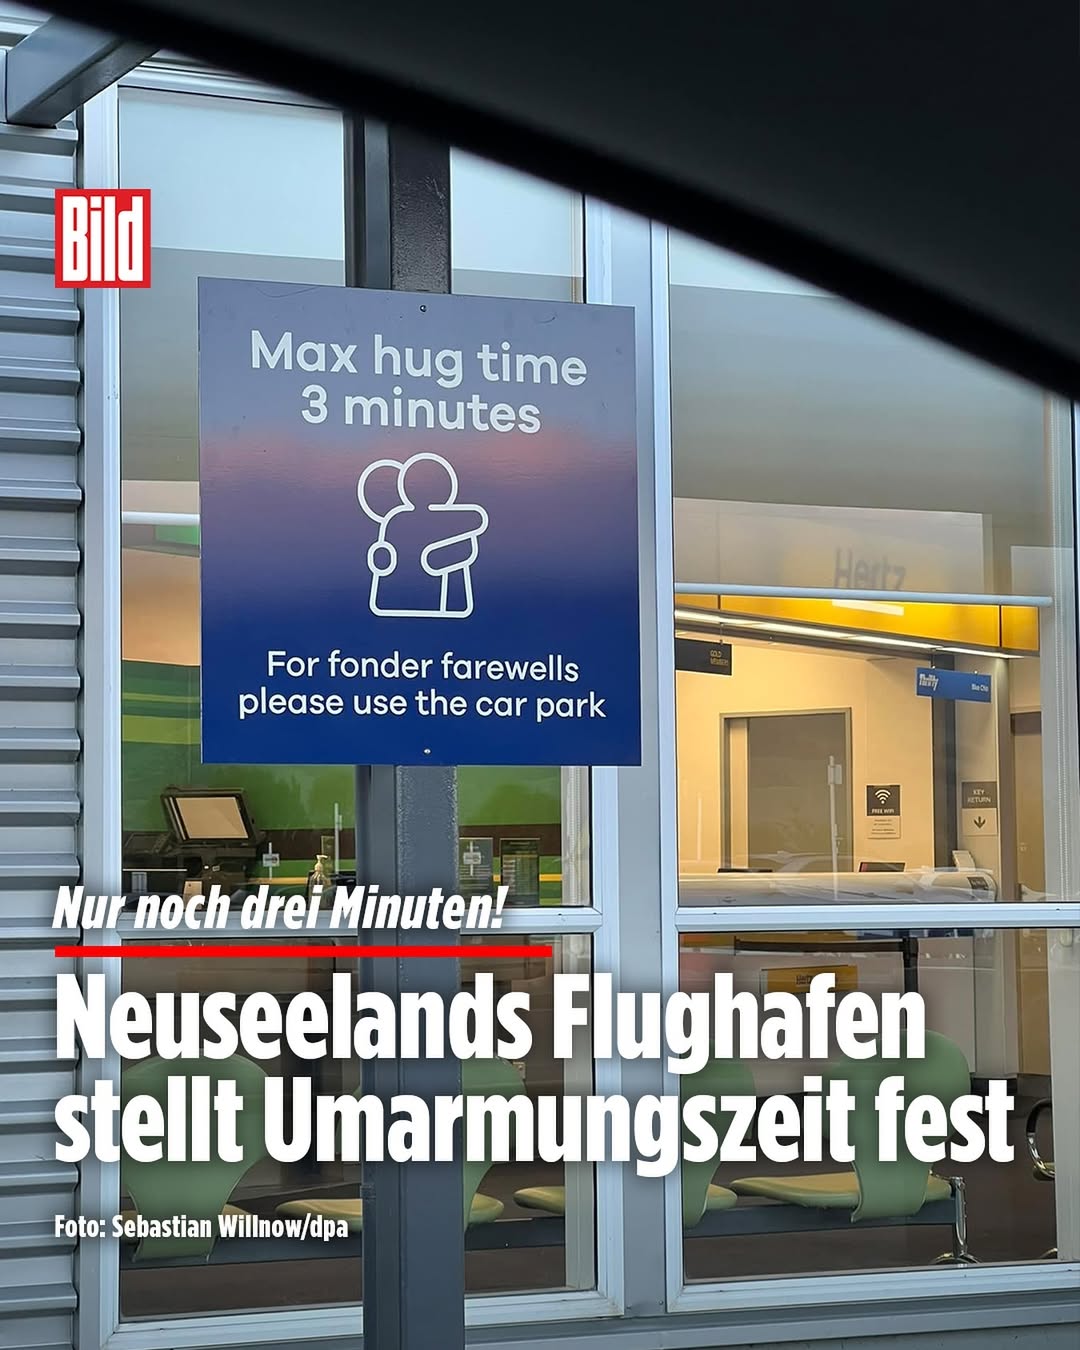 Bild
Max hug time
3 minutes
For fonder farewells
please use the car park
Hertz
GOLD
MEMBERS
Thrifty
Blue Chip
FREE WIFI
KEY
RETURN
Hertz
Nur noch drei Minuten!
Neuseelands Flughafen
stellt Umarmungszeit fest
Foto: Sebastian Willnow/dpa